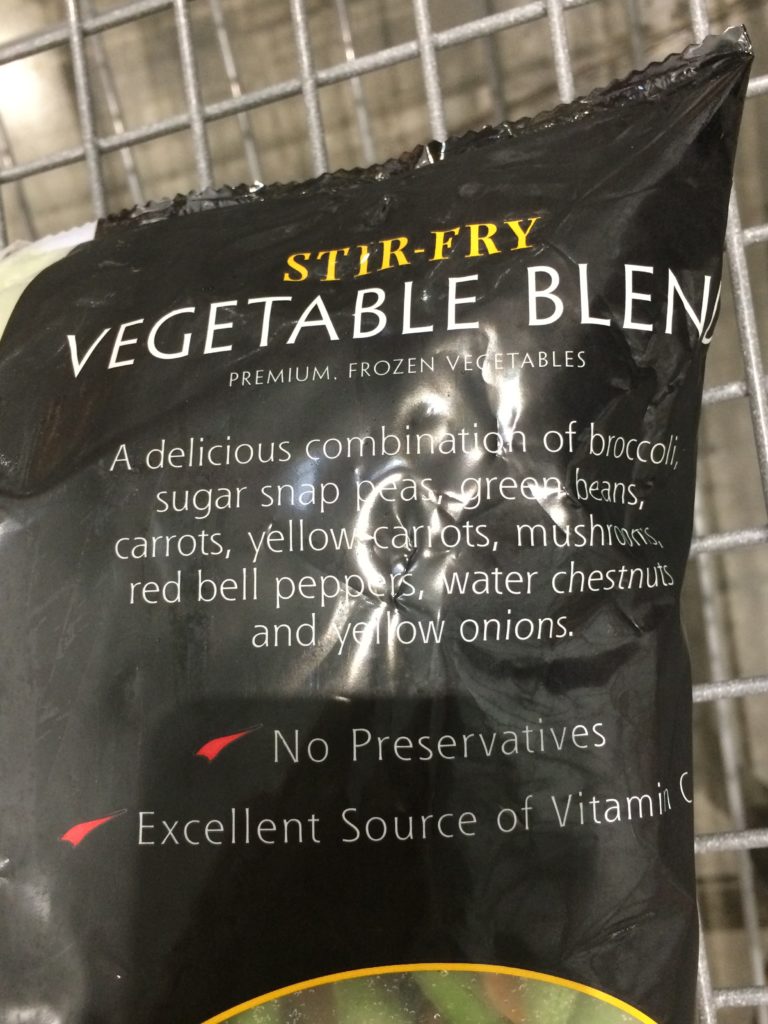 STIR-FRY
VEGETABLE BLEND
PREMIUM. FROZEN VEGETABLES
A delicious combination of broccoli,
sugar snap peas, green beans,
carrots, yellow carrots, mushrooms,
red bell peppers, water chestnuts
and yellow onions.
No Preservatives
Excellent Source of Vitamin C